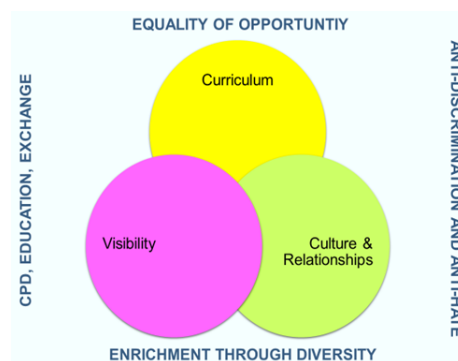 EQUALITY OF OPPORTUNTIY
Curriculum
ANTI-DISCRIMINATION AND ANTI-HATE
CPD, EDUCATION, EXCHANGE
Visibility
Culture &
Relationships
ENRICHMENT THROUGH DIVERSITY